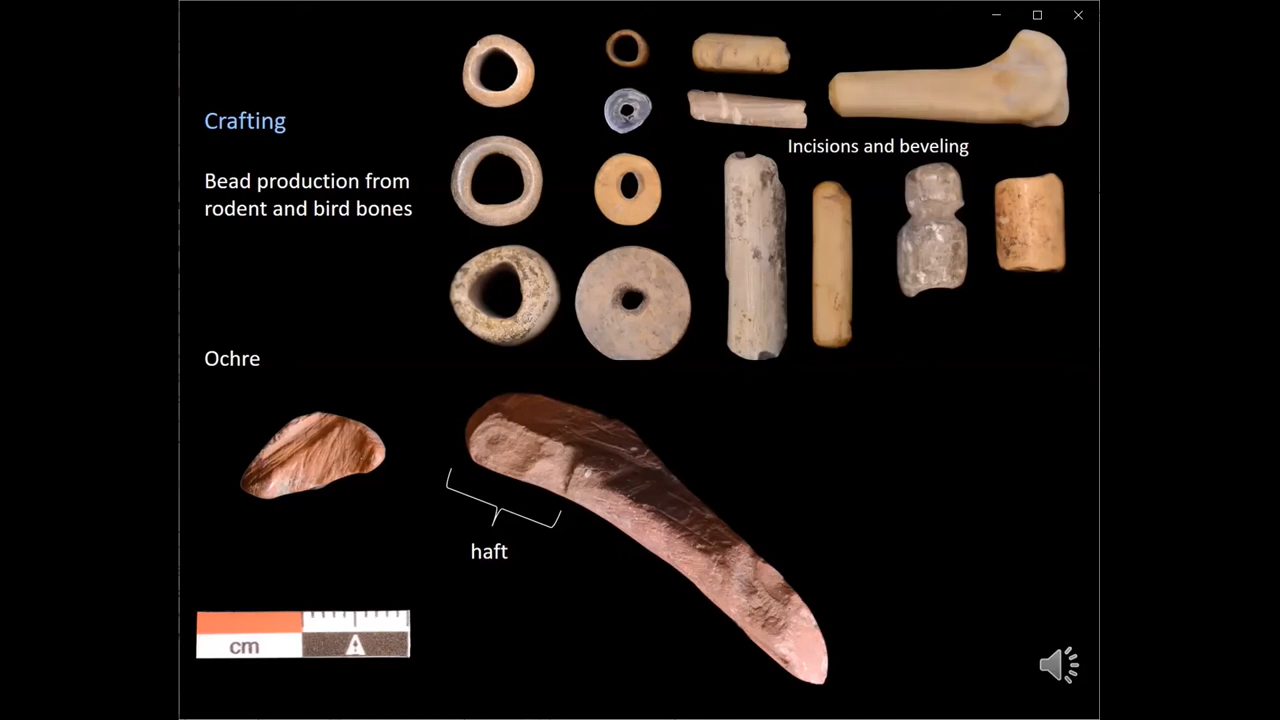 Crafting
Incisions and beveling
Bead production from
rodent and bird bones
Ochre
haft
cm